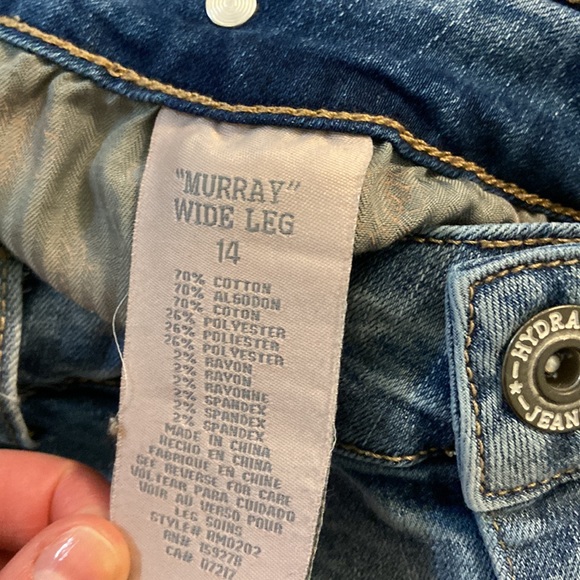 "MURRAY"
WIDE LEG
14
70% COTTON
70% ALGODON
70% COTON
26% POLYESTER
26% POLIESTER
26% POLYESTER
2% RAYON
2% RAYON
2% RAYONNE
2% SPANDEX
2% SPANDEX
2% SPANDEX
MADE IN CHINA
HECHO EN CHINA
FABRIQUE EN CHINE
SEE REVERSE FOR CARE
VOLTEAR PARA CUIDADO
VOIR AU VERSO POUR
LES SOINS
STYLE# RM0202
RN# 159278
CA# 07217
HYDRA
JEAN